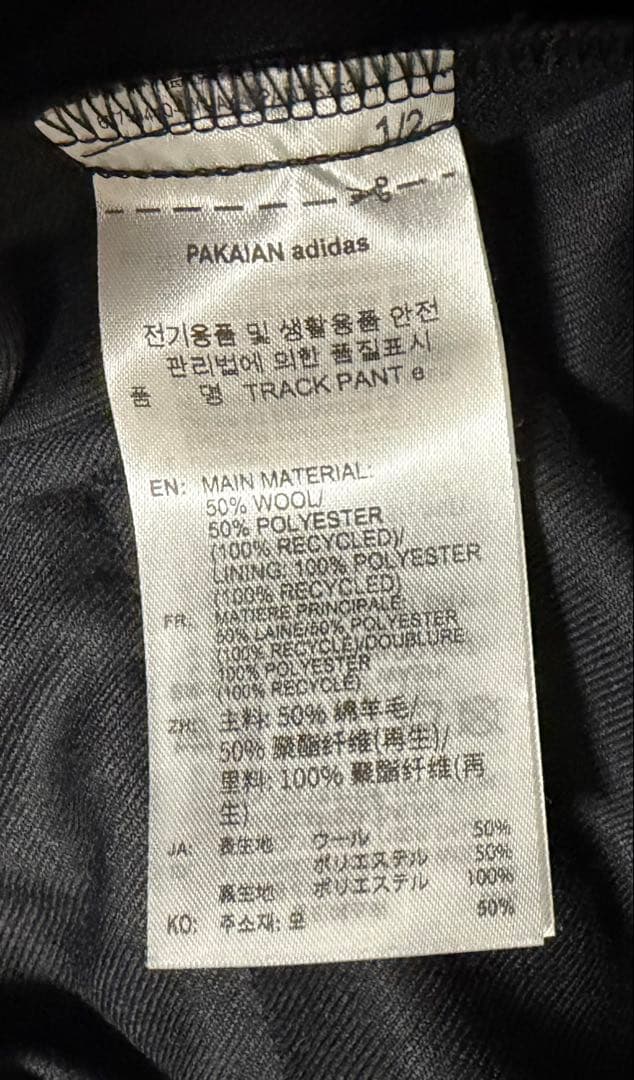 1/2
PAKAIAN adidas
전기용품 및 생활용품 안전
관리법에 의한 품질표시
품 명 TRACK PANT e
EN: MAIN MATERIAL:
50% WOOL/
50% POLYESTER
(100% RECYCLED)/
LINING: 100% POLYESTER
(100% RECYCLED)
FR: MATIERE PRINCIPALE:
50% LAINE/50% POLYESTER
(100% RECYCLE)/DOUBLURE:
100% POLYESTER
(100% RECYCLE)
ZH: 主料: 50% 绵羊毛/
50% 聚酯纤维(再生)/
里料: 100% 聚酯纤维(再
生)
JA: 表生地 ウール 50%
ポリエステル 50%
裏生地 ポリエステル 100%
KO: 주소재: 모 50%